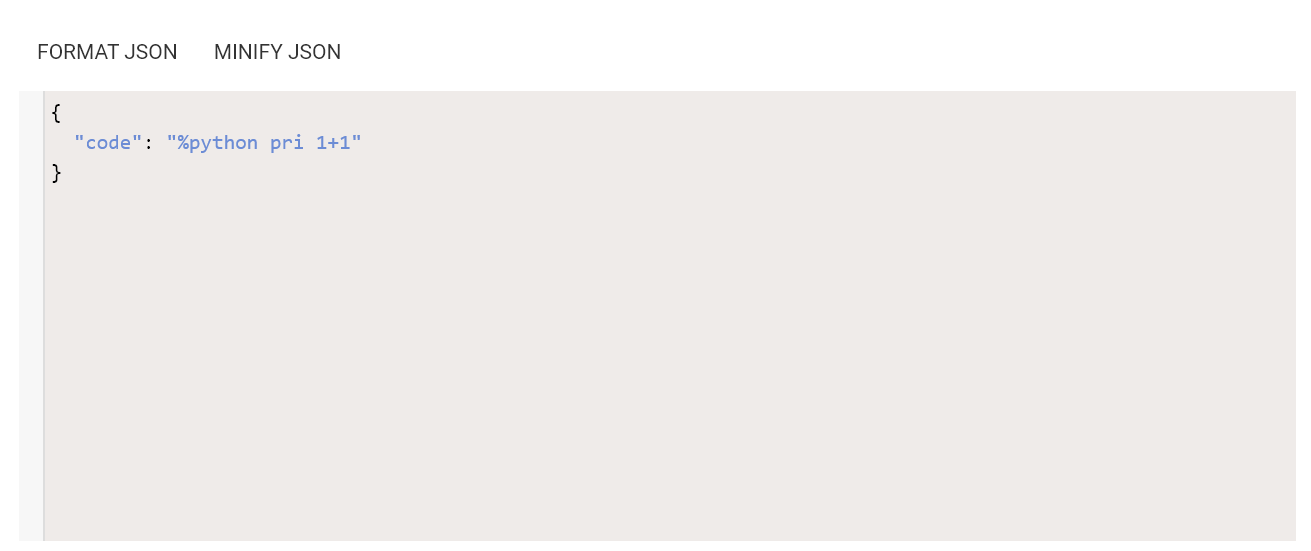 FORMAT JSON MINIFY JSON
{
"code": "%python pri 1+1"
}